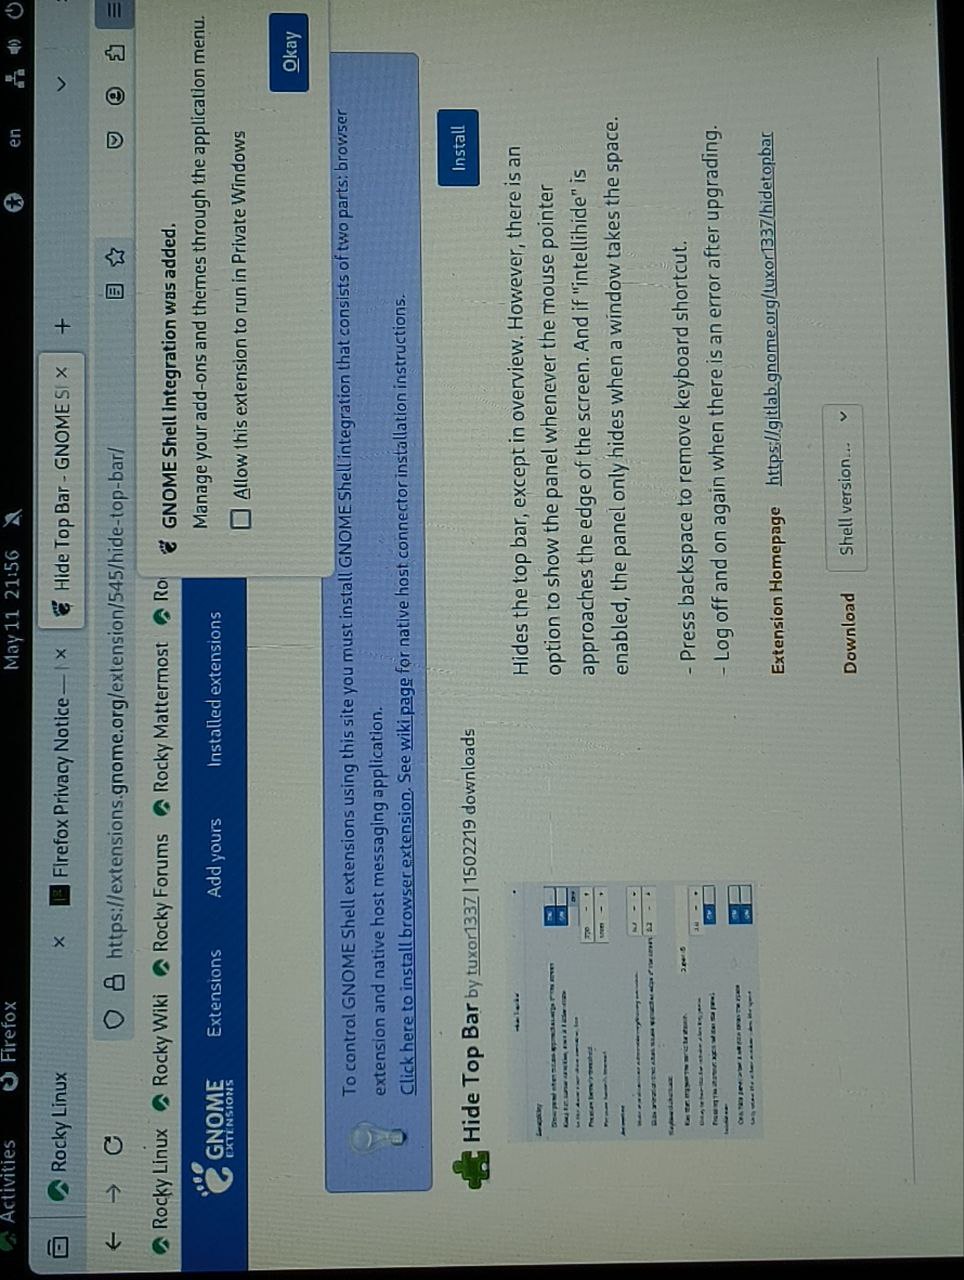 Activities
Firefox
May 11 21:56
en
Rocky Linux
Firefox Privacy Notice — |
Hide Top Bar - GNOME S
https://extensions.gnome.org/extension/545/hide-top-bar/
Rocky Linux
Rocky Wiki
Rocky Forums
Rocky Mattermost
Ro
GNOME
EXTENSIONS
Extensions
Add yours
Installed extensions
GNOME Shell integration was added.
Manage your add-ons and themes through the application menu.
Allow this extension to run in Private Windows
Okay
To control GNOME Shell extensions using this site you must install GNOME Shell integration that consists of two parts: browser
extension and native host messaging application.
Click here to install browser extension. See wiki page for native host connector installation instructions.
Hide Top Bar by tuxor1337 | 1502219 downloads
Install
Hides the top bar, except in overview. However, there is an
option to show the panel whenever the mouse pointer
approaches the edge of the screen. And if "intellihide" is
enabled, the panel only hides when a window takes the space.
- Press backspace to remove keyboard shortcut.
- Log off and on again when there is an error after upgrading.
Extension Homepage
https://gitlab.gnome.org/tuxor1337/hidetopbar
Download
Shell version...